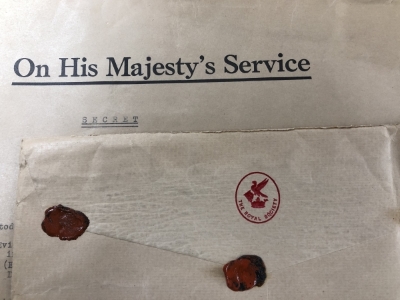 On His Majesty's Service
SECRET
THE ROYAL SOCIETY